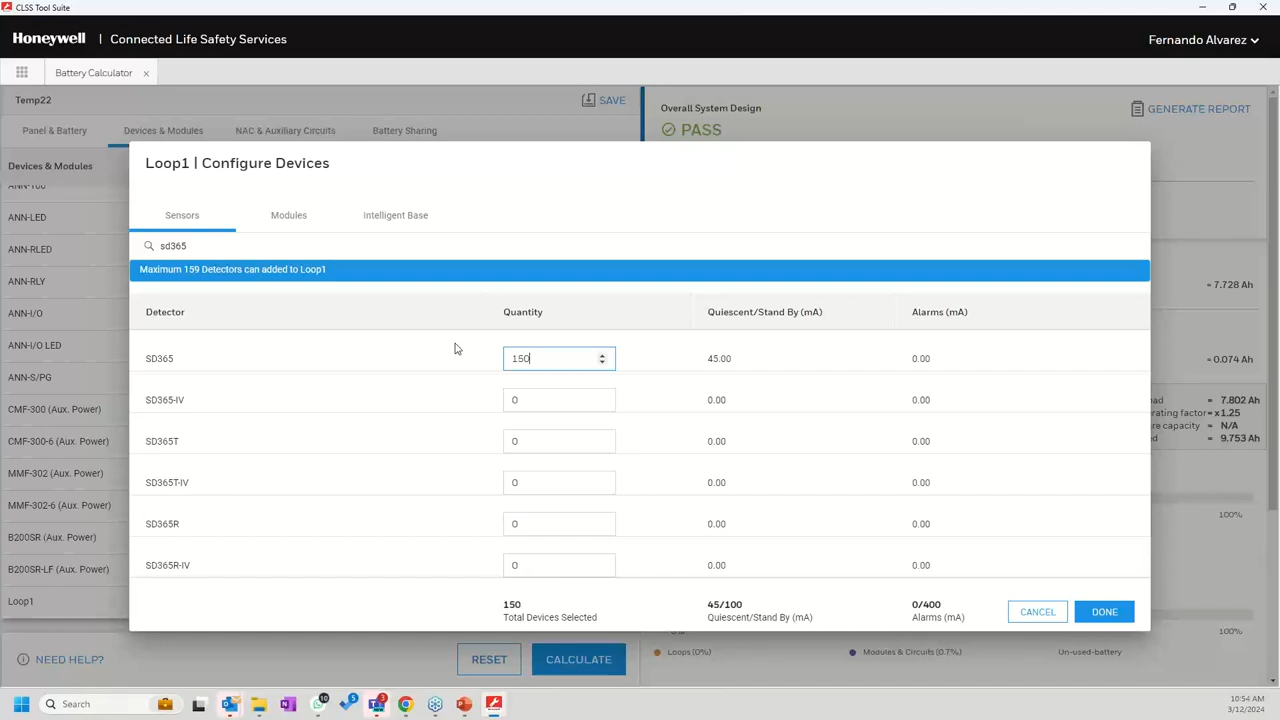 CLSS Tool Suite
Honeywell | Connected Life Safety Services
Fernando Alvarez
Battery Calculator
Temp22
SAVE
Overall System Design
GENERATE REPORT
PASS
Panel & Battery
Devices & Modules
NAC & Auxiliary Circuits
Battery Sharing
Devices & Modules
ANN-LED
ANN-RLED
ANN-RLY
ANN-I/O
ANN-I/O LED
ANN-S/PG
CMF-300 (Aux. Power)
CMF-300-6 (Aux. Power)
MMF-302 (Aux. Power)
MMF-302-6 (Aux. Power)
B200SR (Aux. Power)
B200SR-LF (Aux. Power)
Loop1
Loop1 | Configure Devices
Sensors
Modules
Intelligent Base
sd365
Maximum 159 Detectors can added to Loop1
Detector Quantity Quiescent/Stand By (mA) Alarms (mA)
SD365 150 45.00 0.00
SD365-IV 0 0.00 0.00
SD365T 0 0.00 0.00
SD365T-IV 0 0.00 0.00
SD365R 0 0.00 0.00
SD365R-IV 0 0.00 0.00
150 45/100 0/400
Total Devices Selected Quiescent/Stand By (mA) Alarms (mA)
CANCEL
DONE
= 7.728 Ah
= 0.074 Ah
= 7.802 Ah
= x1.25
= N/A
= 9.753 Ah
100%
100%
Loops (0%)
Modules & Circuits (0.7%)
Un-used-battery
NEED HELP?
RESET
CALCULATE
Search
10
5
3
10:54 AM
3/12/2024